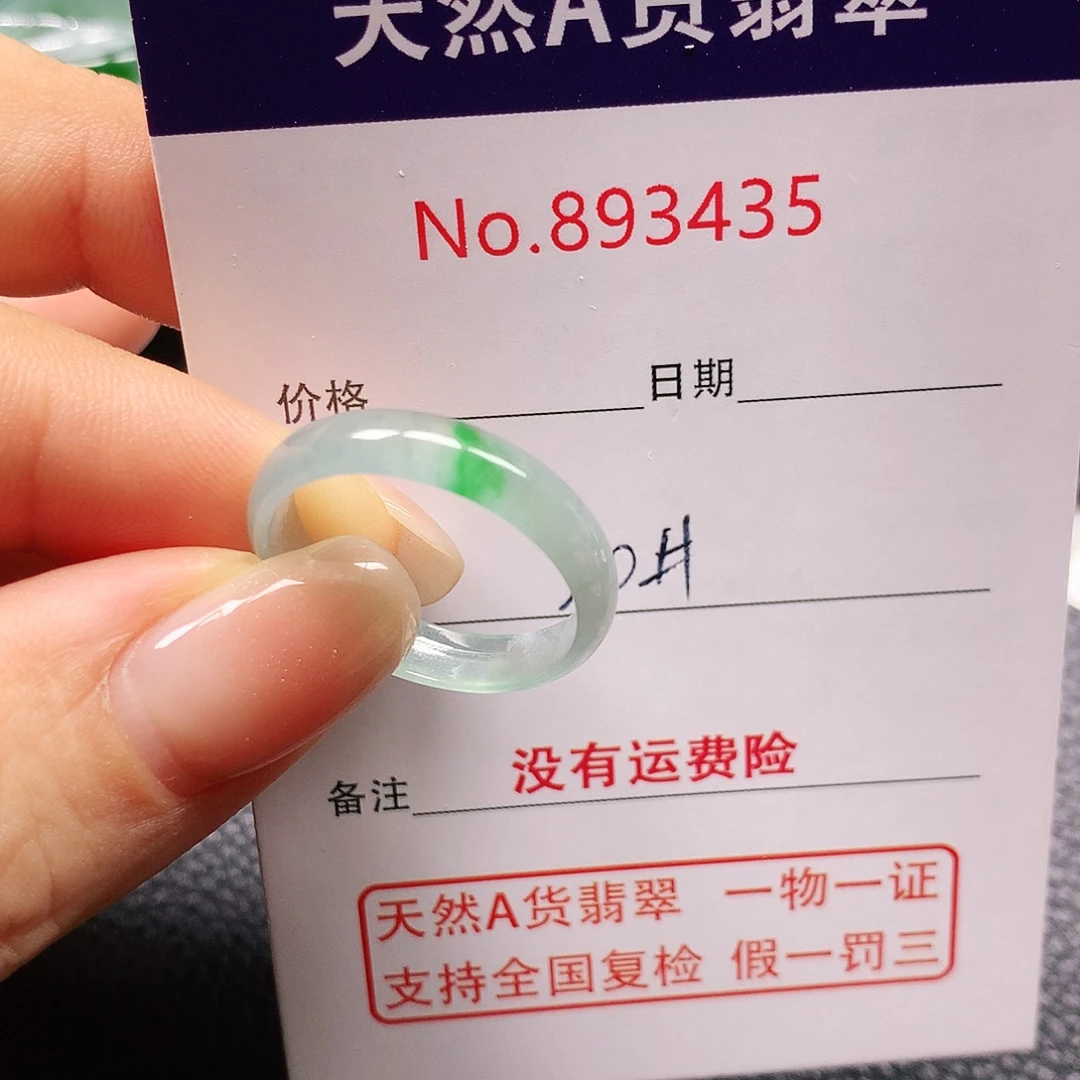 天然A货翡翠
No.893435
价格 日期
备注 没有运费险
天然A货翡翠 一物一证
支持全国复检 假一罚三